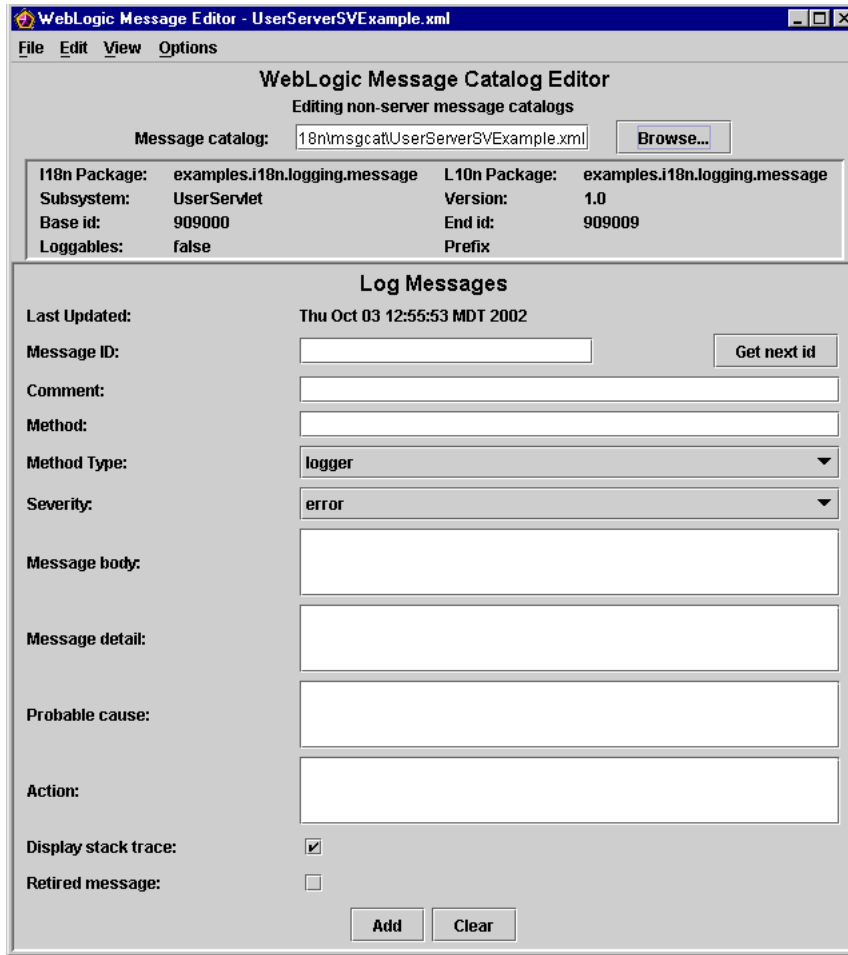 WebLogic Message Editor - UserServerSVExample.xml
File Edit View Options
WebLogic Message Catalog Editor
Editing non-server message catalogs
Message catalog: 18n\msgcat\UserServerSVExample.xml Browse...
I18n Package: examples.i18n.logging.message L10n Package: examples.i18n.logging.message
Subsystem: UserServlet Version: 1.0
Base id: 909000 End id: 909009
Loggables: false Prefix
Log Messages
Last Updated: Thu Oct 03 12:55:53 MDT 2002
Message ID: Get next id
Comment:
Method:
Method Type: logger
Severity: error
Message body:
Message detail:
Probable cause:
Action:
Display stack trace:
Retired message:
Add Clear